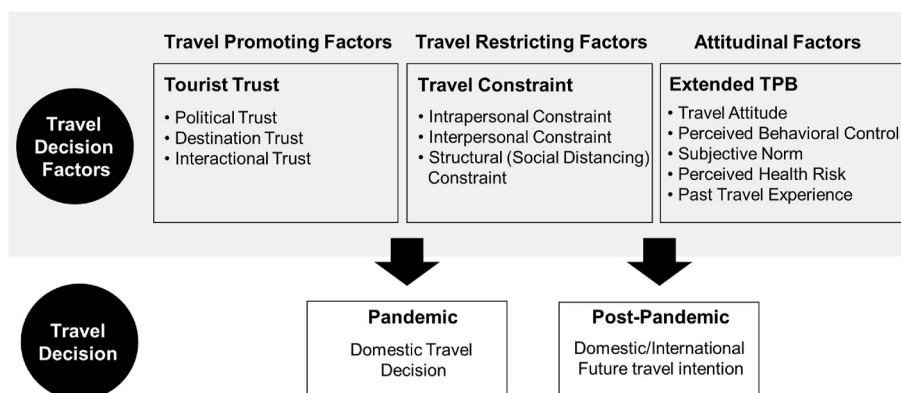 Travel Promoting Factors
Travel Restricting Factors
Attitudinal Factors
Travel
Decision
Factors
Tourist Trust
• Political Trust
• Destination Trust
• Interactional Trust
Travel Constraint
• Intrapersonal Constraint
• Interpersonal Constraint
• Structural (Social Distancing)
Constraint
Extended TPB
• Travel Attitude
• Perceived Behavioral Control
• Subjective Norm
• Perceived Health Risk
• Past Travel Experience
Travel
Decision
Pandemic
Domestic Travel
Decision
Post-Pandemic
Domestic/International
Future travel intention